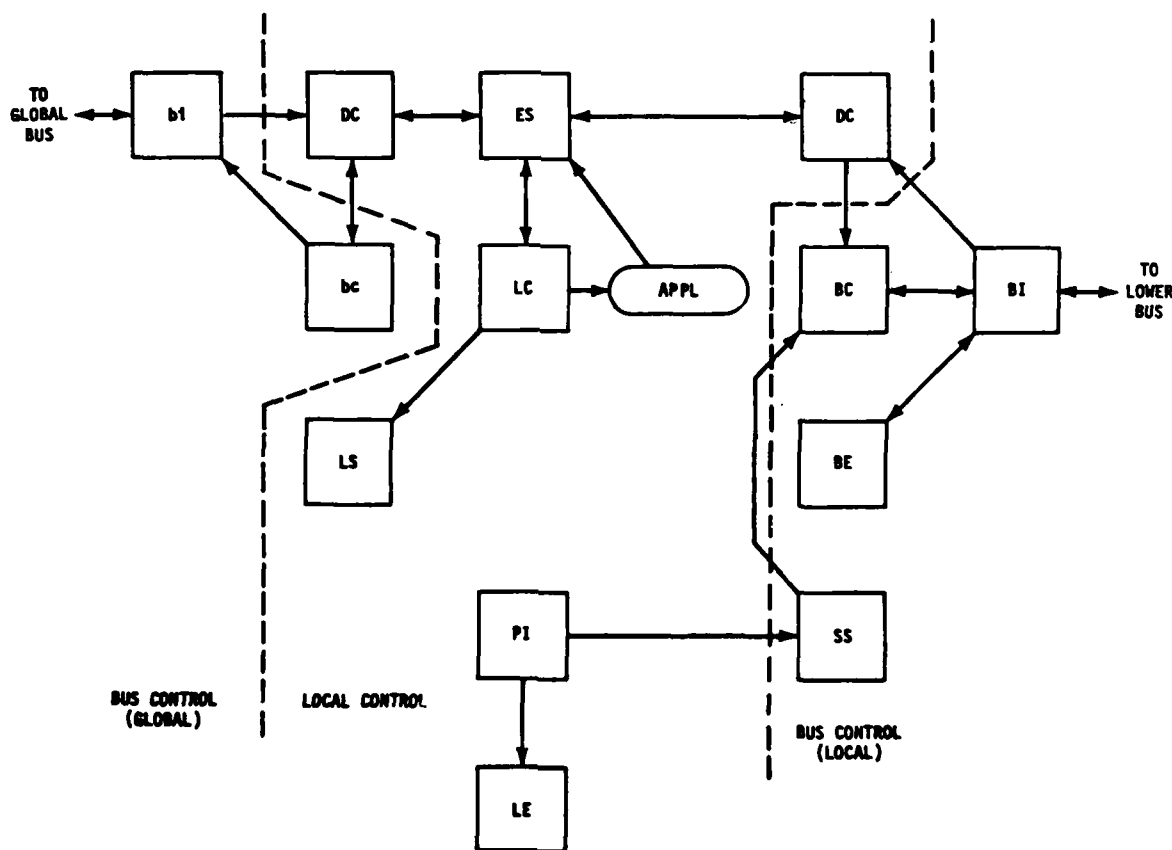 TO
GLOBAL
BUS
bi
DC
ES
DC
bc
LC
APPL
BC
BI
TO
LOWER
BUS
LS
BE
PI
SS
BUS CONTROL
(GLOBAL)
LOCAL CONTROL
BUS CONTROL
(LOCAL)
LE